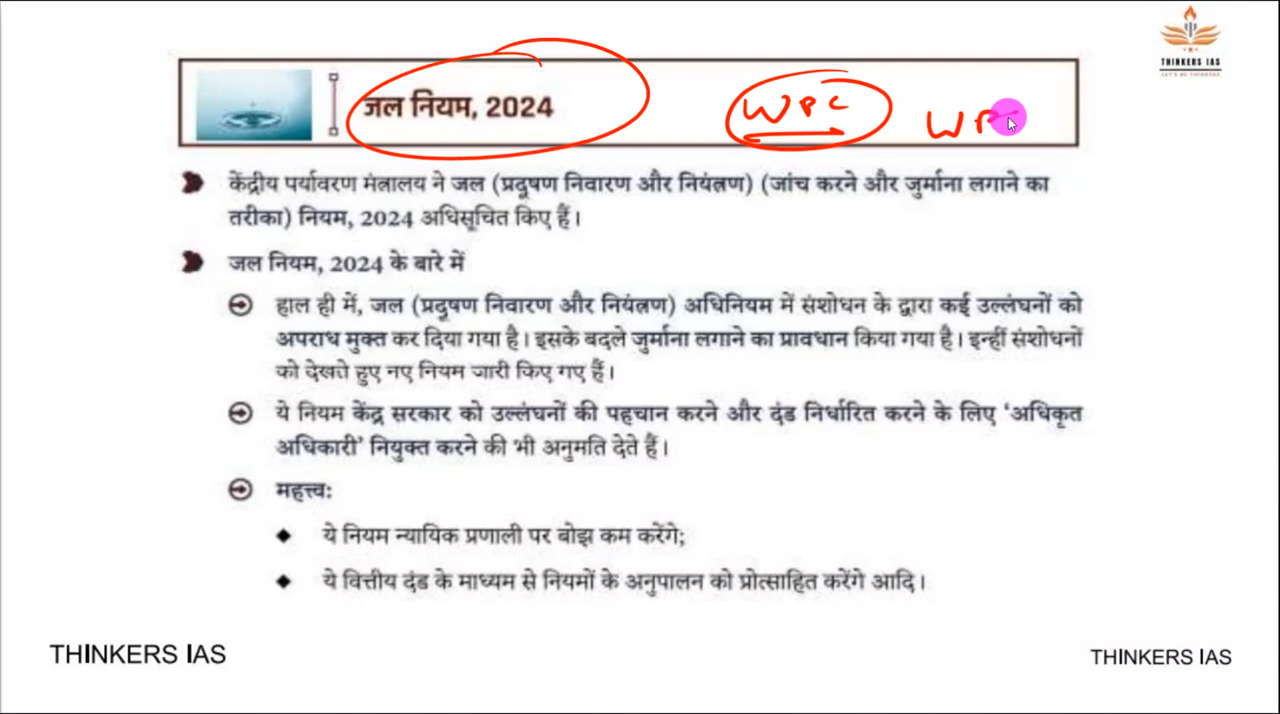 THINKERS IAS
LET'S BE THINKERS
जल नियम, 2024
WPC
केंद्रीय पर्यावरण मंत्रालय ने जल (प्रदूषण निवारण और नियंत्रण) (जांच करने और जुर्माना लगाने का
तरीका) नियम, 2024 अधिसूचित किए हैं।
जल नियम, 2024 के बारे में
हाल ही में, जल (प्रदूषण निवारण और नियंत्रण) अधिनियम में संशोधन के द्वारा कई उल्लंघनों को
अपराध मुक्त कर दिया गया है। इसके बदले जुर्माना लगाने का प्रावधान किया गया है। इन्हीं संशोधनों
को देखते हुए नए नियम जारी किए गए हैं।
ये नियम केंद्र सरकार को उल्लंघनों की पहचान करने और दंड निर्धारित करने के लिए 'अधिकृत
अधिकारी' नियुक्त करने की भी अनुमति देते हैं।
महत्त्व:
ये नियम न्यायिक प्रणाली पर बोझ कम करेंगे;
ये वित्तीय दंड के माध्यम से नियमों के अनुपालन को प्रोत्साहित करेंगे आदि।
THINKERS IAS
THINKERS IAS